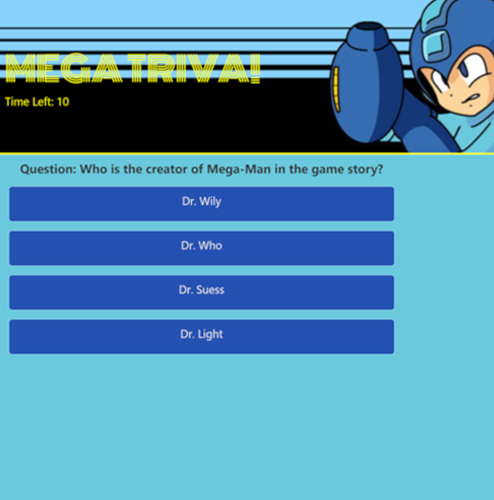 MEGA TRIVA!
Time Left: 10
Question: Who is the creator of Mega-Man in the game story?
Dr. Wily
Dr. Who
Dr. Suess
Dr. Light